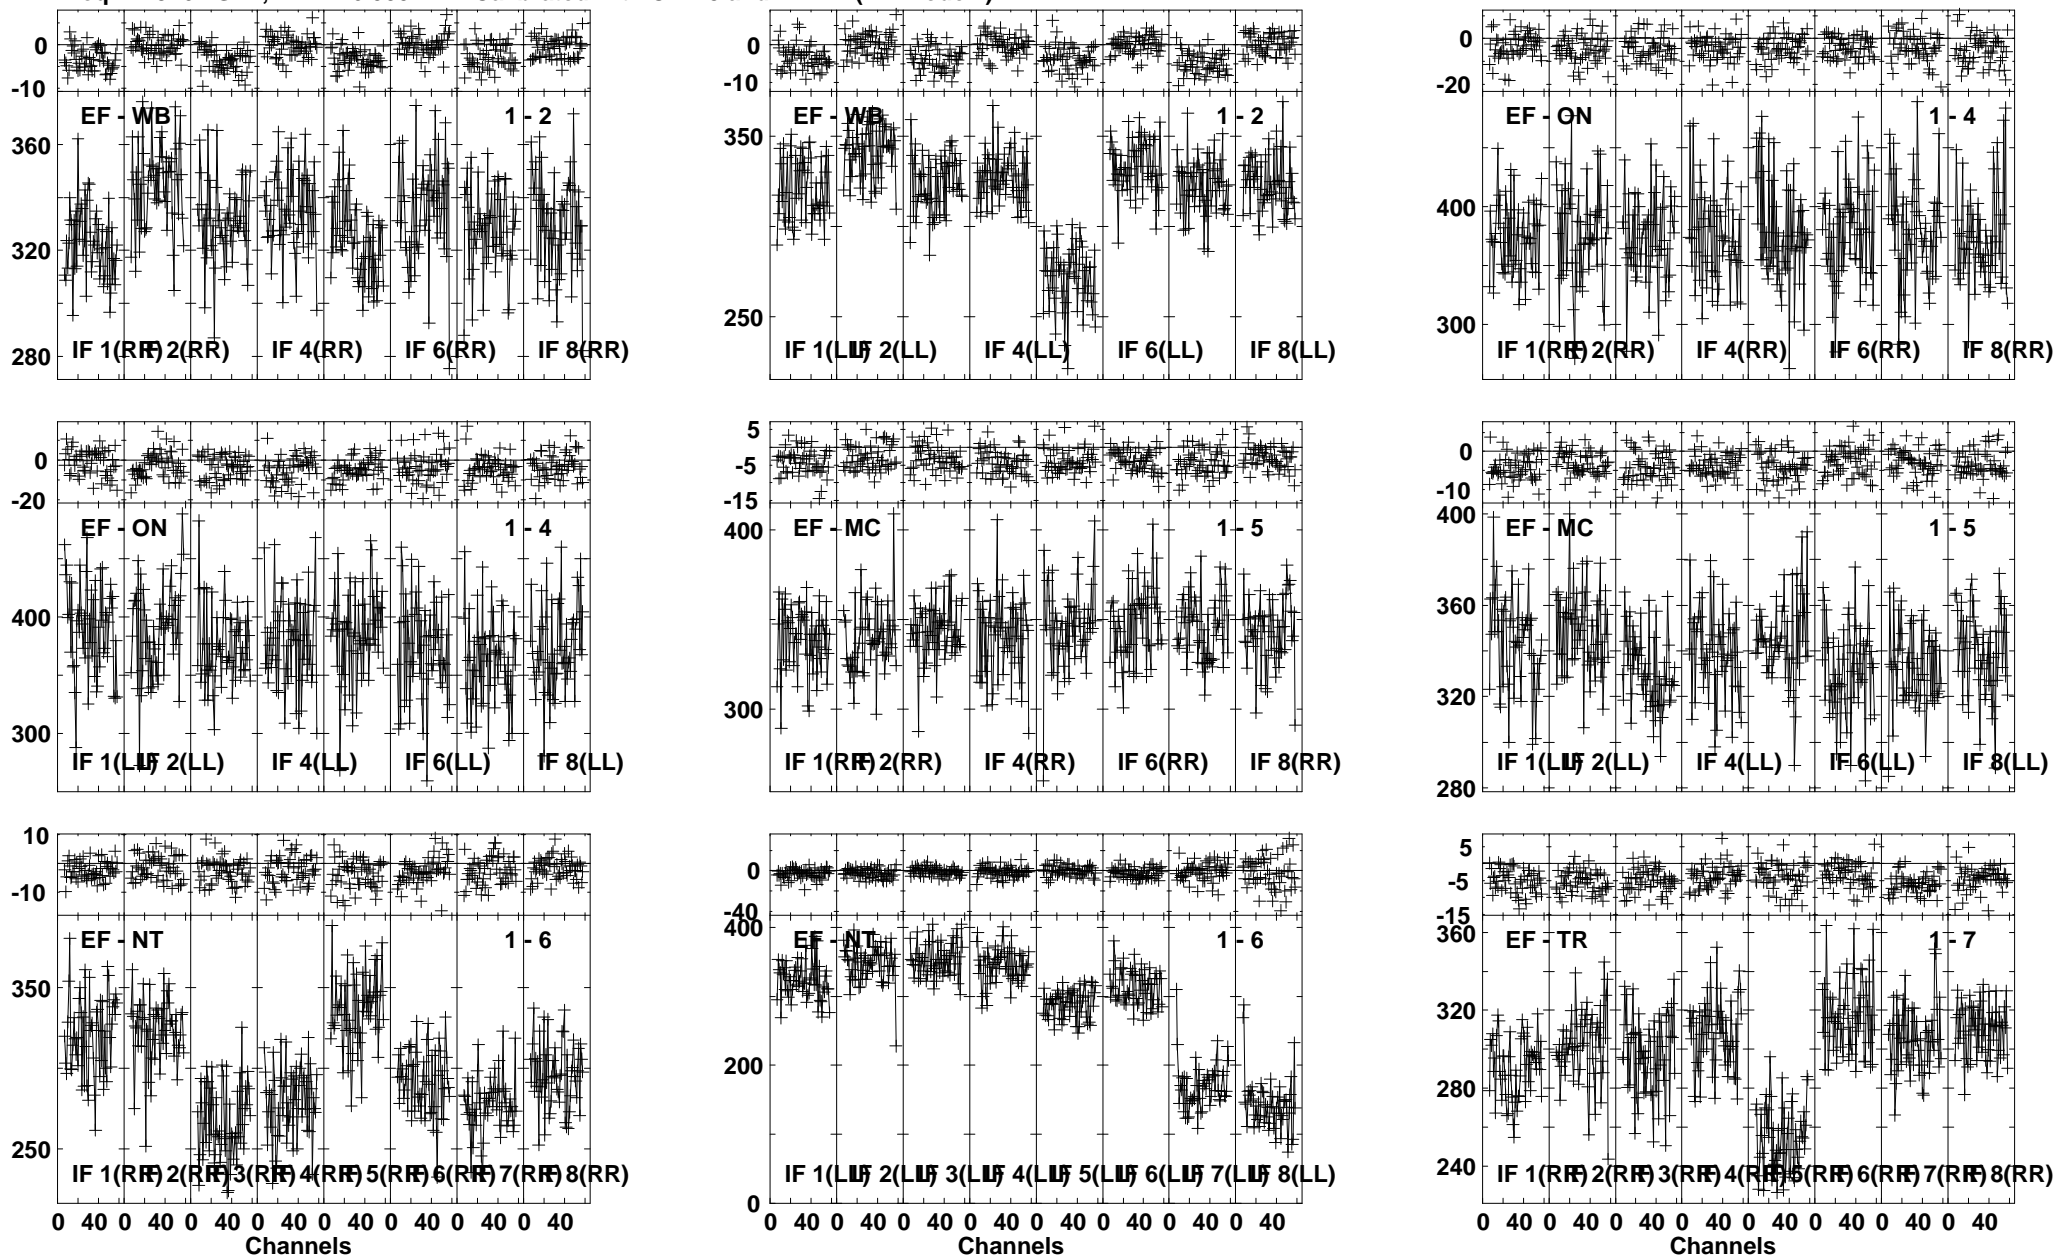 0
-10
EF - WB 1 - 2
360
320
280
IF 1(RR) IF 2(RR) IF 4(RR) IF 6(RR) IF 8(RR)
0
-10
EF - WB 1 - 2
350
250
IF 1(LL) IF 2(LL) IF 4(LL) IF 6(LL) IF 8(LL)
0
-20
EF - ON 1 - 4
400
300
IF 1(RR) IF 2(RR) IF 4(RR) IF 6(RR) IF 8(RR)
0
-20
EF - ON 1 - 4
400
300
IF 1(LL) IF 2(LL) IF 4(LL) IF 6(LL) IF 8(LL)
5
-5
-15
400
EF - MC 1 - 5
300
IF 1(RR) IF 2(RR) IF 4(RR) IF 6(RR) IF 8(RR)
0
-10
400
EF - MC 1 - 5
360
320
280
IF 1(LL) IF 2(LL) IF 4(LL) IF 6(LL) IF 8(LL)
10
0
-10
EF - NT 1 - 6
350
250
IF 1(RR) IF 2(RR) IF 3(RR) IF 4(RR) IF 5(RR) IF 6(RR) IF 7(RR) IF 8(RR)
0 40 0 40 0 40 0 40 0 40 0 40 0 40 0 40
Channels
0
-40
400
EF - NT 1 - 6
200
0
IF 1(LL) IF 2(LL) IF 3(LL) IF 4(LL) IF 5(LL) IF 6(LL) IF 7(LL) IF 8(LL)
0 40 0 40 0 40 0 40 0 40 0 40 0 40 0 40
Channels
5
-5
-15
360
EF - TR 1 - 7
320
280
240
IF 1(RR) IF 2(RR) IF 3(RR) IF 4(RR) IF 5(RR) IF 6(RR) IF 7(RR) IF 8(RR)
0 40 0 40 0 40 0 40 0 40 0 40 0 40 0 40
Channels